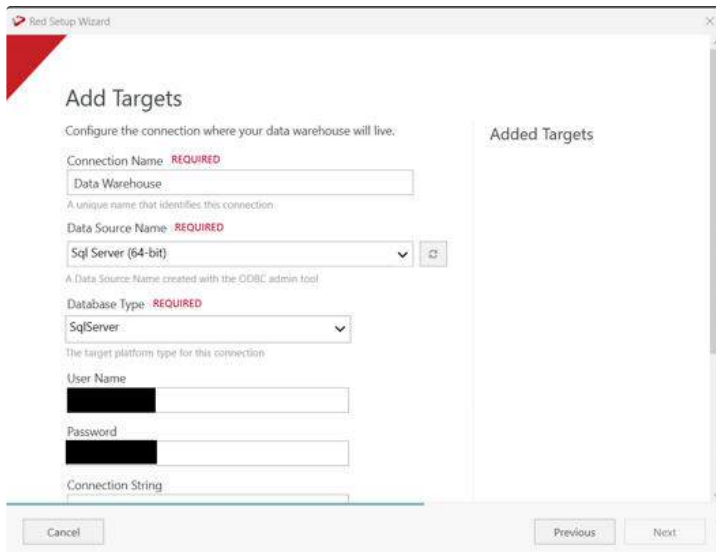 Red Setup Wizard
Add Targets
Configure the connection where your data warehouse will live.
Added Targets
Connection Name REQUIRED
Data Warehouse
A unique name that identifies this connection
Data Source Name REQUIRED
Sql Server (64-bit)
A Data Source Name created with the ODBC admin tool
Database Type REQUIRED
SqlServer
The target platform type for this connection
User Name
Password
Connection String
Cancel
Previous
Next